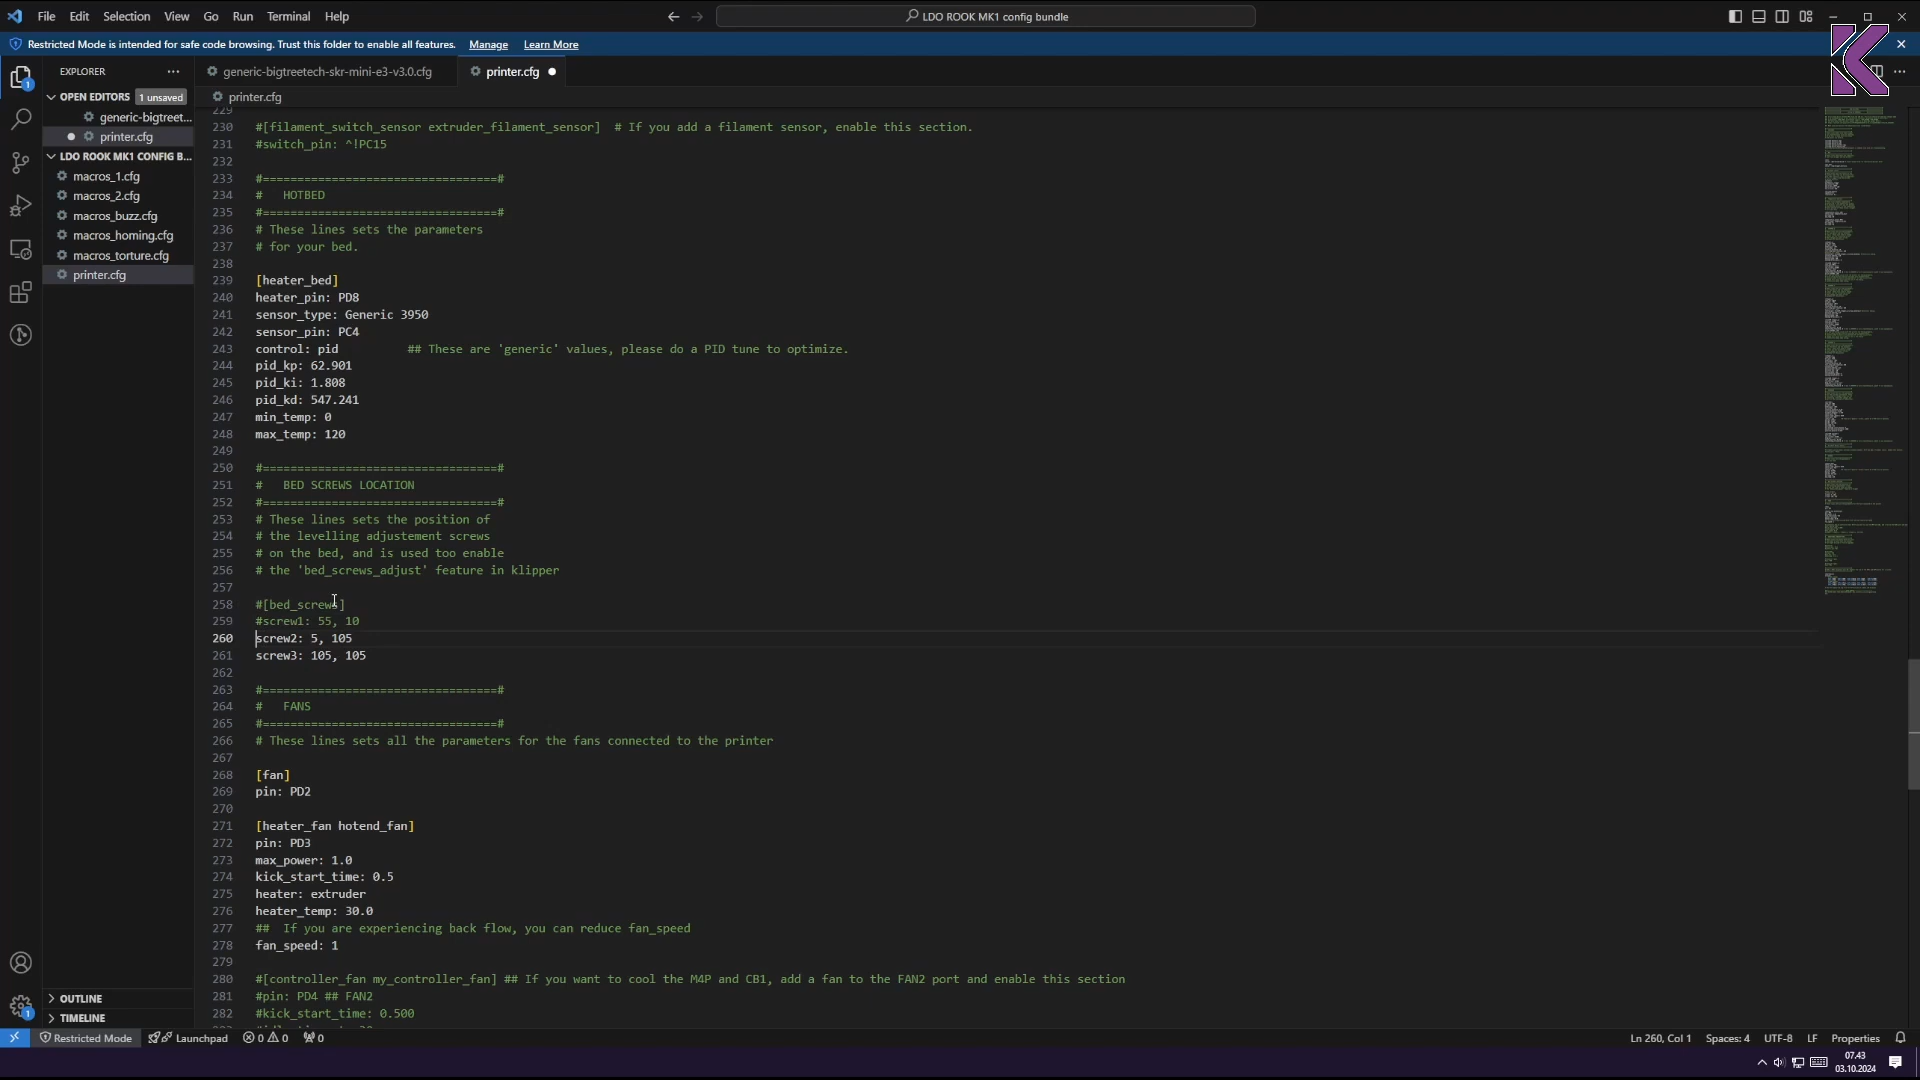 File Edit Selection View Go Run Terminal Help
LDO ROOK MK1 config bundle
Restricted Mode is intended for safe code browsing. Trust this folder to enable all features. Manage Learn More
EXPLORER
generic-bigtreetech-skr-mini-e3-v3.0.cfg
printer.cfg
OPEN EDITORS 1 unsaved
generic-bigtreet...
printer.cfg
LDO ROOK MK1 CONFIG B...
macros_1.cfg
macros_2.cfg
macros_buzz.cfg
macros_homing.cfg
macros_torture.cfg
printer.cfg
OUTLINE
TIMELINE
printer.cfg
229
230 #[filament_switch_sensor extruder_filament_sensor]  # If you add a filament sensor, enable this section.
231 #switch_pin: ^!PC15
232
233 #==================================#
234 #   HOTBED
235 #==================================#
236 # These lines sets the parameters
237 # for your bed.
238
239 [heater_bed]
240 heater_pin: PD8
241 sensor_type: Generic 3950
242 sensor_pin: PC4
243 control: pid          ## These are 'generic' values, please do a PID tune to optimize.
244 pid_kp: 62.901
245 pid_ki: 1.808
246 pid_kd: 547.241
247 min_temp: 0
248 max_temp: 120
249
250 #==================================#
251 #   BED SCREWS LOCATION
252 #==================================#
253 # These lines sets the position of
254 # the levelling adjustement screws
255 # on the bed, and is used too enable
256 # the 'bed_screws_adjust' feature in klipper
257
258 #[bed_screws]
259 #screw1: 55, 10
260 screw2: 5, 105
261 screw3: 105, 105
262
263 #==================================#
264 #   FANS
265 #==================================#
266 # These lines sets all the parameters for the fans connected to the printer
267
268 [fan]
269 pin: PD2
270
271 [heater_fan hotend_fan]
272 pin: PD3
273 max_power: 1.0
274 kick_start_time: 0.5
275 heater: extruder
276 heater_temp: 30.0
277 ##  If you are experiencing back flow, you can reduce fan_speed
278 fan_speed: 1
279
280 #[controller_fan my_controller_fan] ## If you want to cool the M4P and CB1, add a fan to the FAN2 port and enable this section
281 #pin: PD4 ## FAN2
282 #kick_start_time: 0.500
Restricted Mode Launchpad 0 0 0
Ln 260, Col 1 Spaces: 4 UTF-8 LF Properties
07.43
03.10.2024